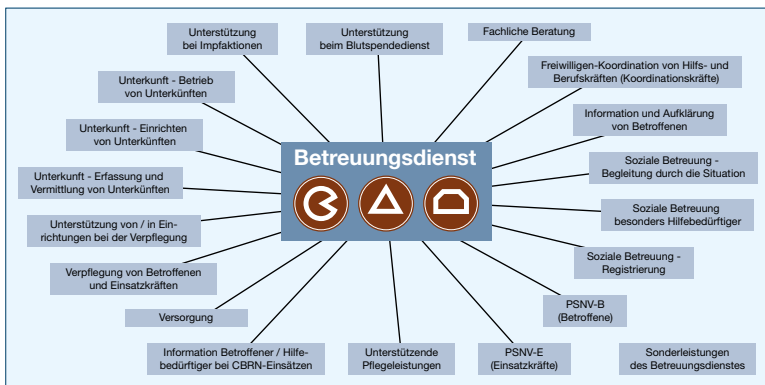 Unterstützung
bei Impfaktionen
Unterstützung
beim Blutspendedienst
Fachliche Beratung
Freiwilligen-Koordination von Hilfs- und
Berufskräften (Koordinationskräfte)
Unterkunft - Betrieb
von Unterkünften
Information und Aufklärung
von Betroffenen
Unterkunft - Einrichten
von Unterkünften
Betreuungsdienst
Soziale Betreuung -
Begleitung durch die Situation
Unterkunft - Erfassung und
Vermittlung von Unterkünften
Soziale Betreuung
besonders Hilfebedürftiger
Unterstützung von / in Ein-
richtungen bei der Verpflegung
Soziale Betreuung -
Registrierung
Verpflegung von Betroffenen
und Einsatzkräften
PSNV-B
(Betroffene)
Versorgung
Information Betroffener / Hilfe-
bedürftiger bei CBRN-Einsätzen
Unterstützende
Pflegeleistungen
PSNV-E
(Einsatzkräfte)
Sonderleistungen
des Betreuungsdienstes